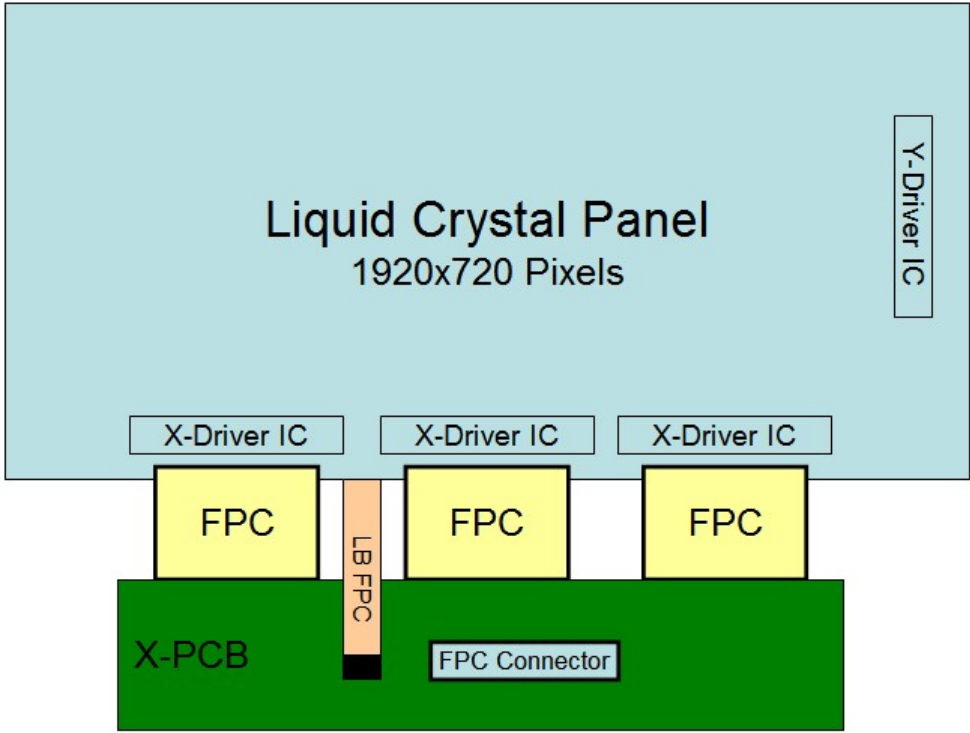 Liquid Crystal Panel
1920x720 Pixels
Y-Driver IC
X-Driver IC
X-Driver IC
X-Driver IC
FPC
LB FPC
FPC
FPC
X-PCB
FPC Connector